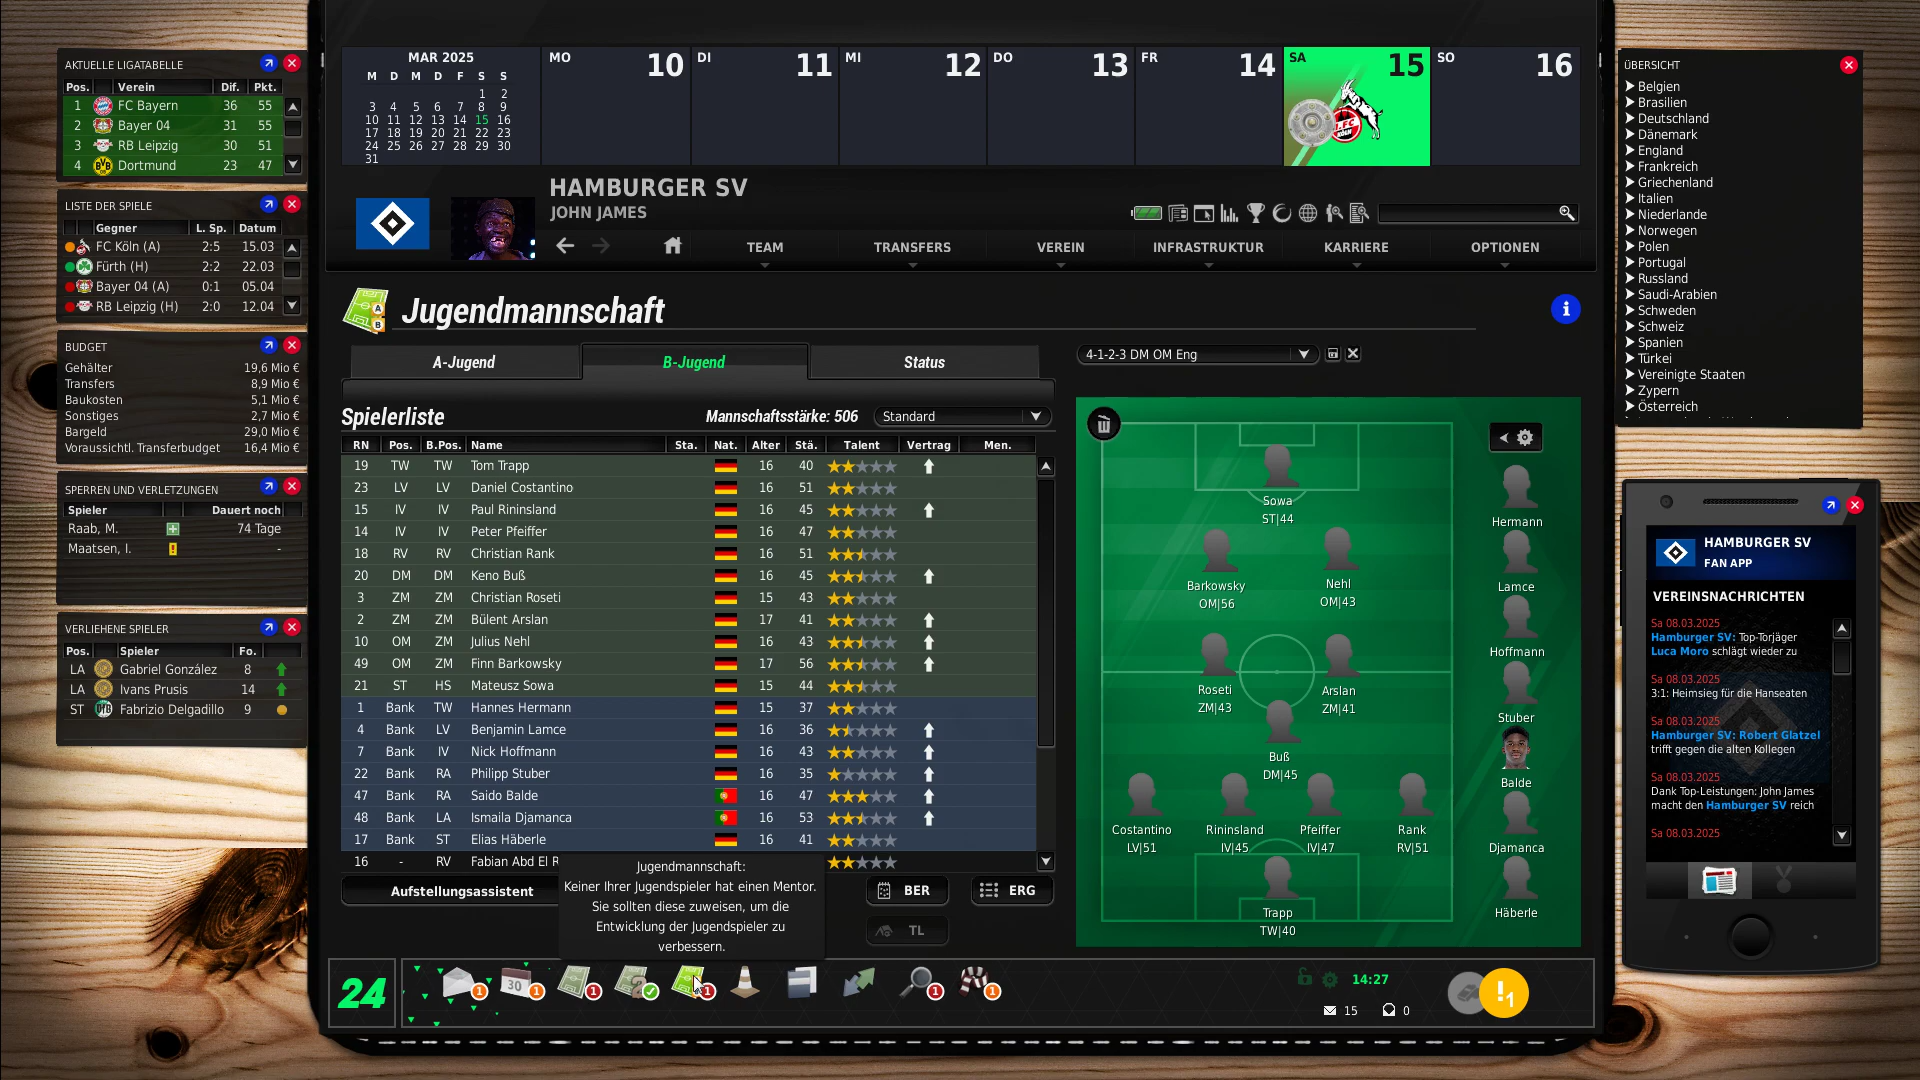 AKTUELLE LIGATABELLE
Pos. Verein Dif. Pkt.
1 FC Bayern 36 55
2 Bayer 04 31 55
3 RB Leipzig 30 51
4 Dortmund 23 47
LISTE DER SPIELE
Gegner L. Sp. Datum
FC Köln (A) 2:5 15.03
Fürth (H) 2:2 22.03
Bayer 04 (A) 0:1 05.04
RB Leipzig (H) 2:0 12.04
BUDGET
Gehälter 19,6 Mio €
Transfers 8,9 Mio €
Baukosten 5,1 Mio €
Sonstiges 2,7 Mio €
Bargeld 29,0 Mio €
Voraussichtl. Transferbudget 16,4 Mio €
SPERREN UND VERLETZUNGEN
Spieler Dauert noch
Raab, M. 74 Tage
Maatsen, I. -
VERLIEHENE SPIELER
Pos. Spieler Fo.
LA Gabriel González 8
LA Ivans Prusis 14
ST Fabrizio Delgadillo 9
MAR 2025
M D M D F S S
1 2
3 4 5 6 7 8 9
10 11 12 13 14 15 16
17 18 19 20 21 22 23
24 25 26 27 28 29 30
31
MO 10 DI 11 MI 12 DO 13 FR 14 SA 15 SO 16
HAMBURGER SV
JOHN JAMES
TEAM TRANSFERS VEREIN INFRASTRUKTUR KARRIERE OPTIONEN
Jugendmannschaft
A-Jugend B-Jugend Status
4-1-2-3 DM OM Eng
Spielerliste Mannschaftsstärke: 506 Standard
RN Pos. B.Pos. Name Sta. Nat. Alter Stä. Talent Vertrag Men.
19 TW TW Tom Trapp 16 40
23 LV LV Daniel Costantino 16 51
15 IV IV Paul Rininsland 16 45
14 IV IV Peter Pfeiffer 16 47
18 RV RV Christian Rank 16 51
20 DM DM Keno Buß 16 45
3 ZM ZM Christian Roseti 15 43
2 ZM ZM Bülent Arslan 17 41
10 OM ZM Julius Nehl 16 43
49 OM ZM Finn Barkowsky 17 56
21 ST HS Mateusz Sowa 15 44
1 Bank TW Hannes Hermann 15 37
4 Bank LV Benjamin Lamce 16 36
7 Bank IV Nick Hoffmann 16 43
22 Bank RA Philipp Stuber 16 35
47 Bank RA Saido Balde 16 47
48 Bank LA Ismaila Djamanca 16 53
17 Bank ST Elias Häberle 16 41
16 - RV Fabian Abd El R
Jugendmannschaft:
Keiner Ihrer Jugendspieler hat einen Mentor.
Sie sollten diese zuweisen, um die
Entwicklung der Jugendspieler zu
verbessern.
Aufstellungsassistent BER ERG
TL
Sowa
ST|44
Barkowsky
OM|56
Nehl
OM|43
Roseti
ZM|43
Arslan
ZM|41
Buß
DM|45
Costantino
LV|51
Rininsland
IV|45
Pfeiffer
IV|47
Rank
RV|51
Trapp
TW|40
Hermann
Lamce
Hoffmann
Stuber
Balde
Djamanca
Häberle
24 1 30 1 1 1 1 1
14:27
15 0
!1
ÜBERSICHT
Belgien
Brasilien
Deutschland
Dänemark
England
Frankreich
Griechenland
Italien
Niederlande
Norwegen
Polen
Portugal
Russland
Saudi-Arabien
Schweden
Schweiz
Spanien
Türkei
Vereinigte Staaten
Zypern
Österreich
HAMBURGER SV
FAN APP
VEREINSNACHRICHTEN
Sa 08.03.2025
Hamburger SV: Top-Torjäger
Luca Moro schlägt wieder zu
Sa 08.03.2025
3:1: Heimsieg für die Hanseaten
Sa 08.03.2025
Hamburger SV: Robert Glatzel
trifft gegen die alten Kollegen
Sa 08.03.2025
Dank Top-Leistungen: John James
macht den Hamburger SV reich
Sa 08.03.2025